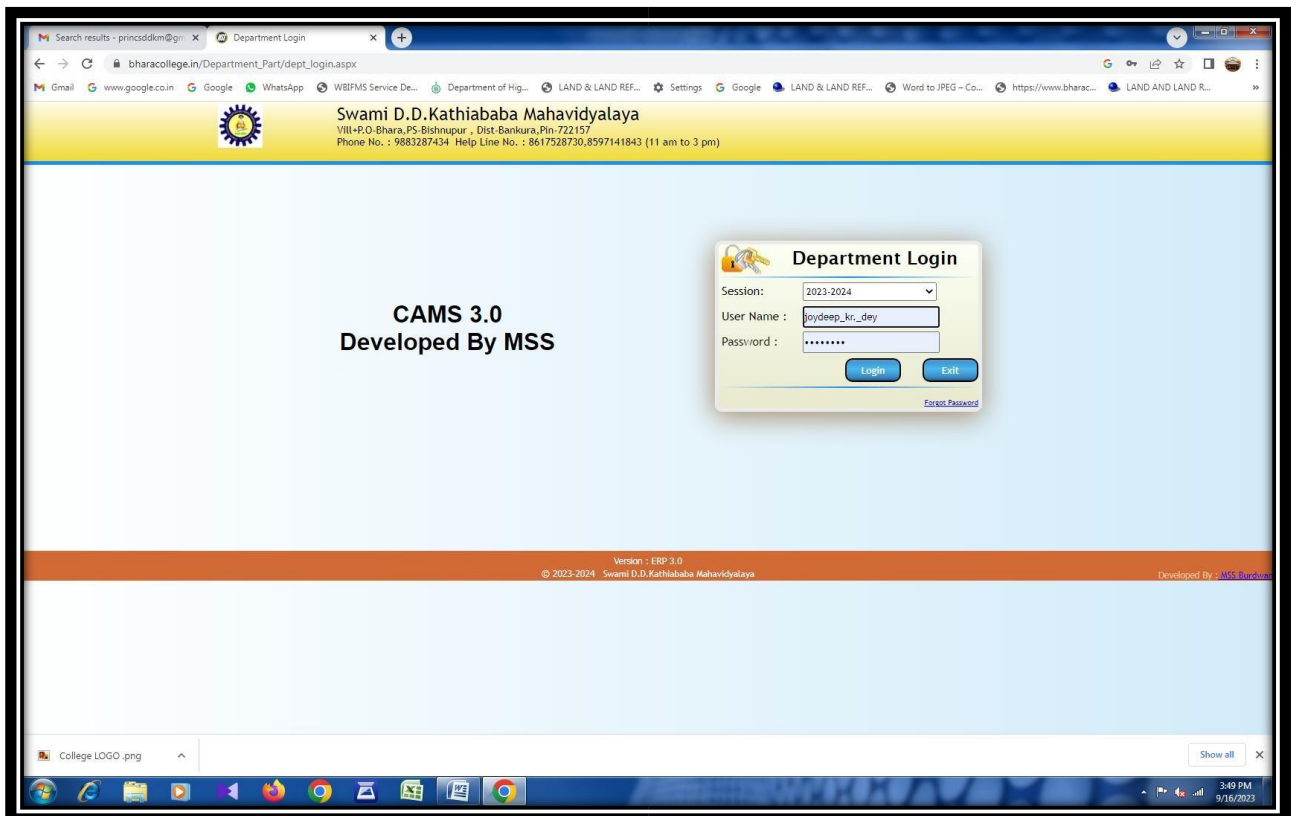 Search results - princsddkm@gm
Department Login
bharacollege.in/Department_Part/dept_login.aspx
Gmail www.google.co.in Google WhatsApp WBIFMS Service De... Department of Hig... LAND & LAND REF... Settings Google LAND & LAND REF... Word to JPEG – Co... https://www.bharac... LAND AND LAND R... »
Swami D.D.Kathiababa Mahavidyalaya
Vill+P.O-Bhara,PS-Bishnupur , Dist-Bankura,Pin-722157
Phone No. : 9883287434 Help Line No. : 8617528730,8597141843 (11 am to 3 pm)
Department Login
Session: 2023-2024
User Name : joydeep_kr._dey
Password : ••••••••
Login Exit
Forgot Password
CAMS 3.0
Developed By MSS
Version : ERP 3.0
© 2023-2024 Swami D.D.Kathiababa Mahavidyalaya
Developed By : MSS Burdwan
College LOGO .png
Show all
3:49 PM
9/16/2023